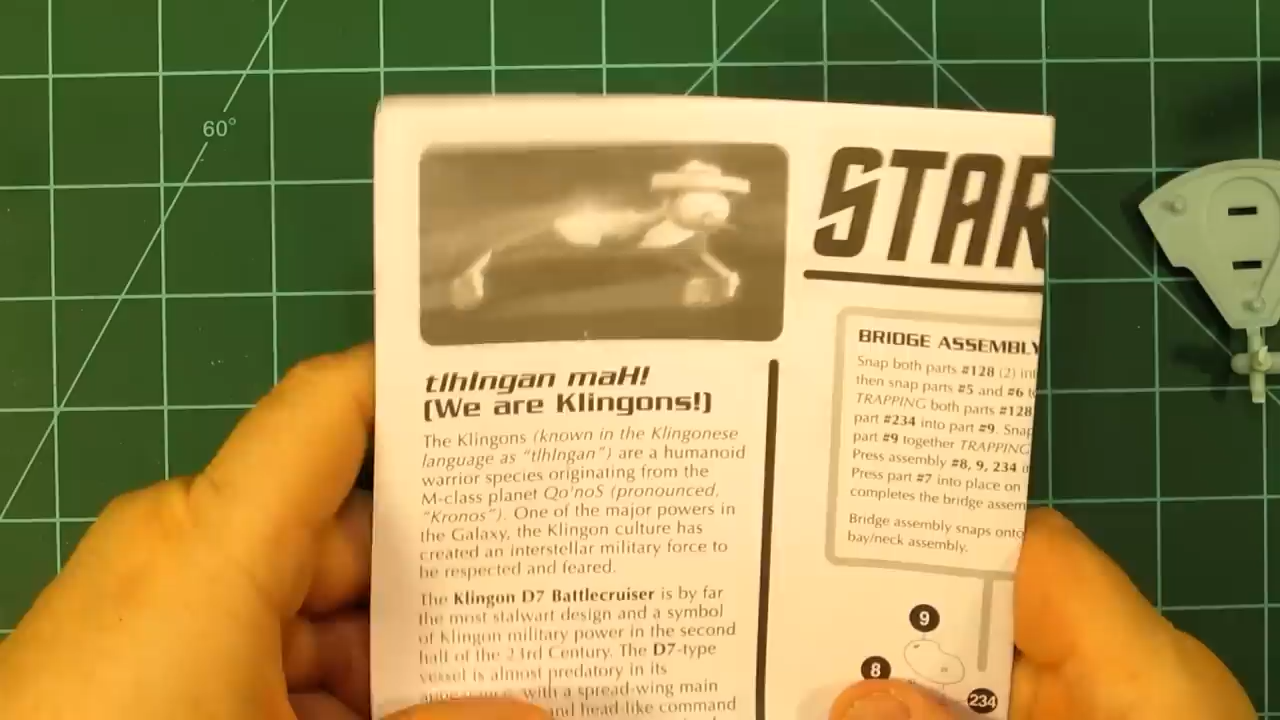 60°
tlhIngan maH!
(We are Klingons!)
The Klingons (known in the Klingonese
language as "tlhIngan") are a humanoid
warrior species originating from the
M-class planet Qo'noS (pronounced,
"Kronos"). One of the major powers in
the Galaxy, the Klingon culture has
created an interstellar military force to
be respected and feared.
The Klingon D7 Battlecruiser is by far
the most stalwart design and a symbol
of Klingon military power in the second
half of the 23rd Century. The D7-type
vessel is almost predatory in its
appearance, with a spread-wing main
and head-like command
STAR
BRIDGE ASSEMBLY
Snap both parts #128 (2) int
then snap parts #5 and #6 t
TRAPPING both parts #128
part #234 into part #9. Snap
part #9 together TRAPPING
Press assembly #8, 9, 234
Press part #7 into place on
completes the bridge assem
Bridge assembly snaps onto
bay/neck assembly.
9
8
234